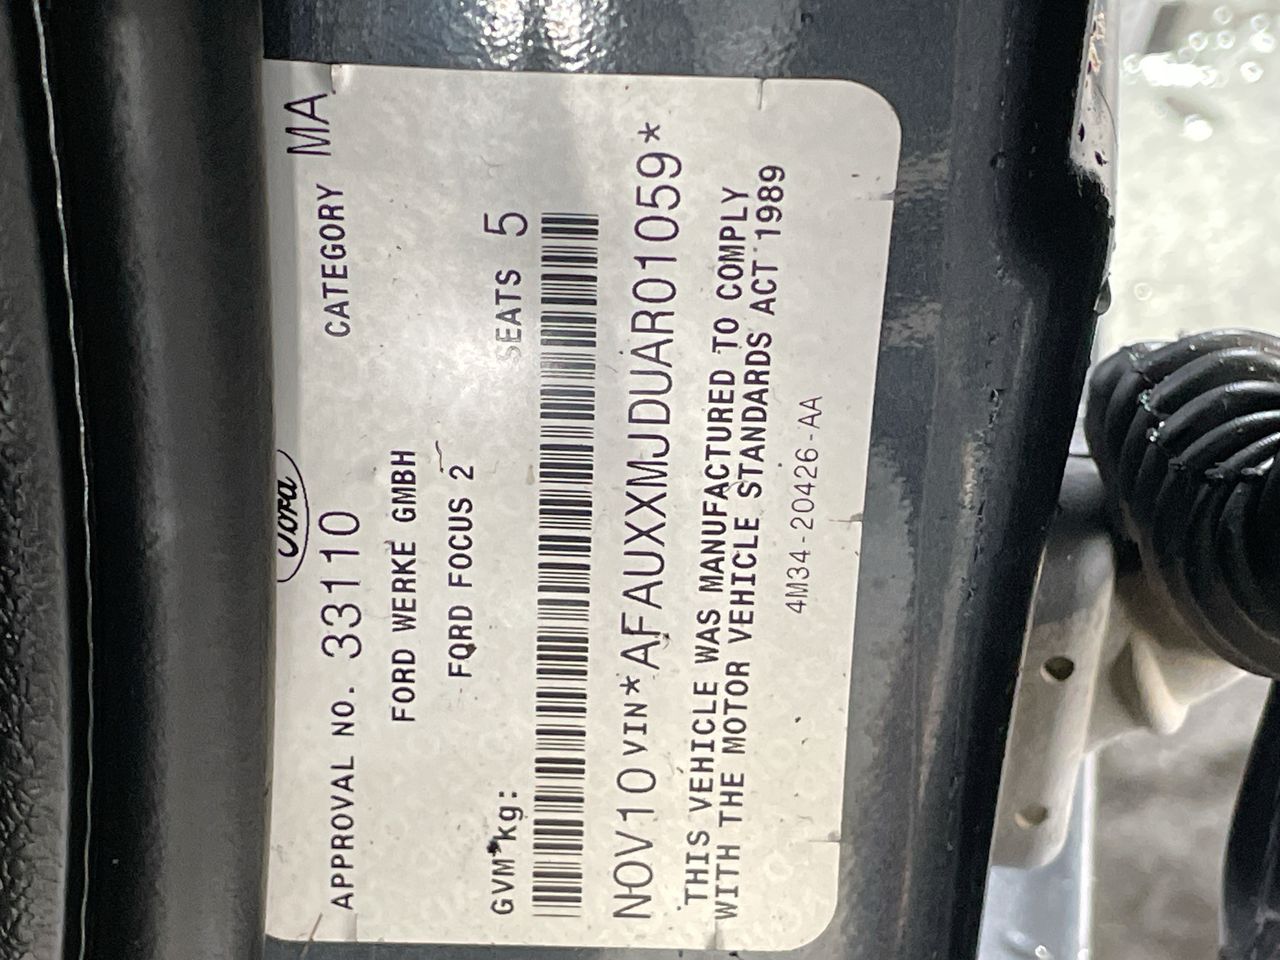 Ford
APPROVAL NO. 33110 CATEGORY MA
FORD WERKE GMBH
FORD FOCUS 2
GVM kg: SEATS 5
NOV10 VIN*AFAUXXMJDUAR01059*
THIS VEHICLE WAS MANUFACTURED TO COMPLY
WITH THE MOTOR VEHICLE STANDARDS ACT 1989
4M34-20426-AA